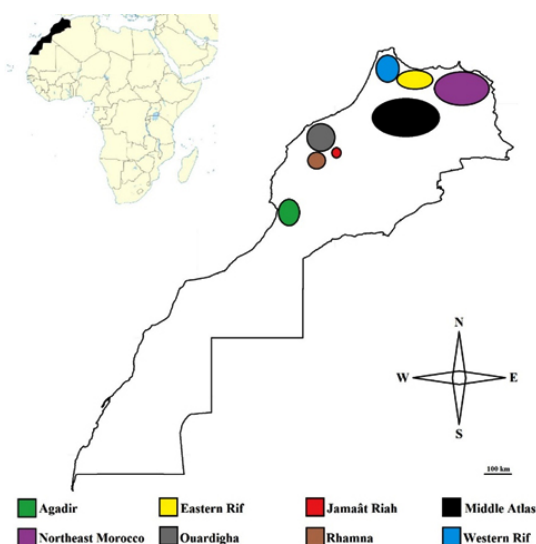 N
W E
S
100 km
Agadir Eastern Rif Jamaât Riah Middle Atlas
Northeast Morocco Ouardigha Rhamna Western Rif